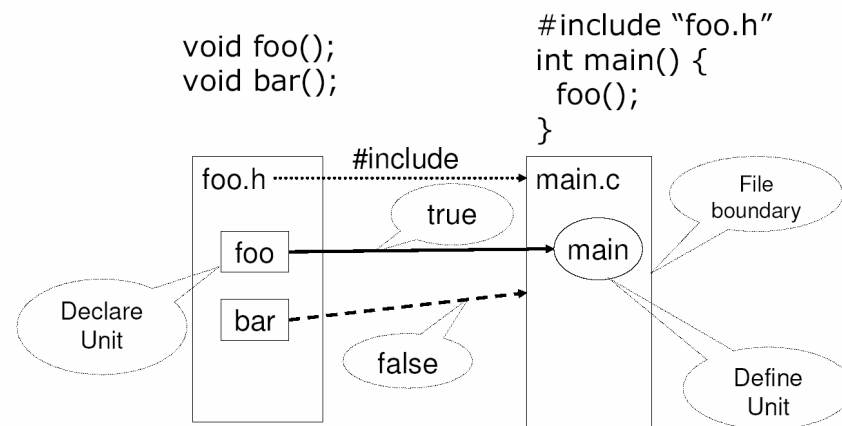 void foo();
void bar();
#include “foo.h”
int main() {
foo();
}
#include
foo.h
main.c
File
boundary
true
foo
main
Declare
Unit
bar
false
Define
Unit